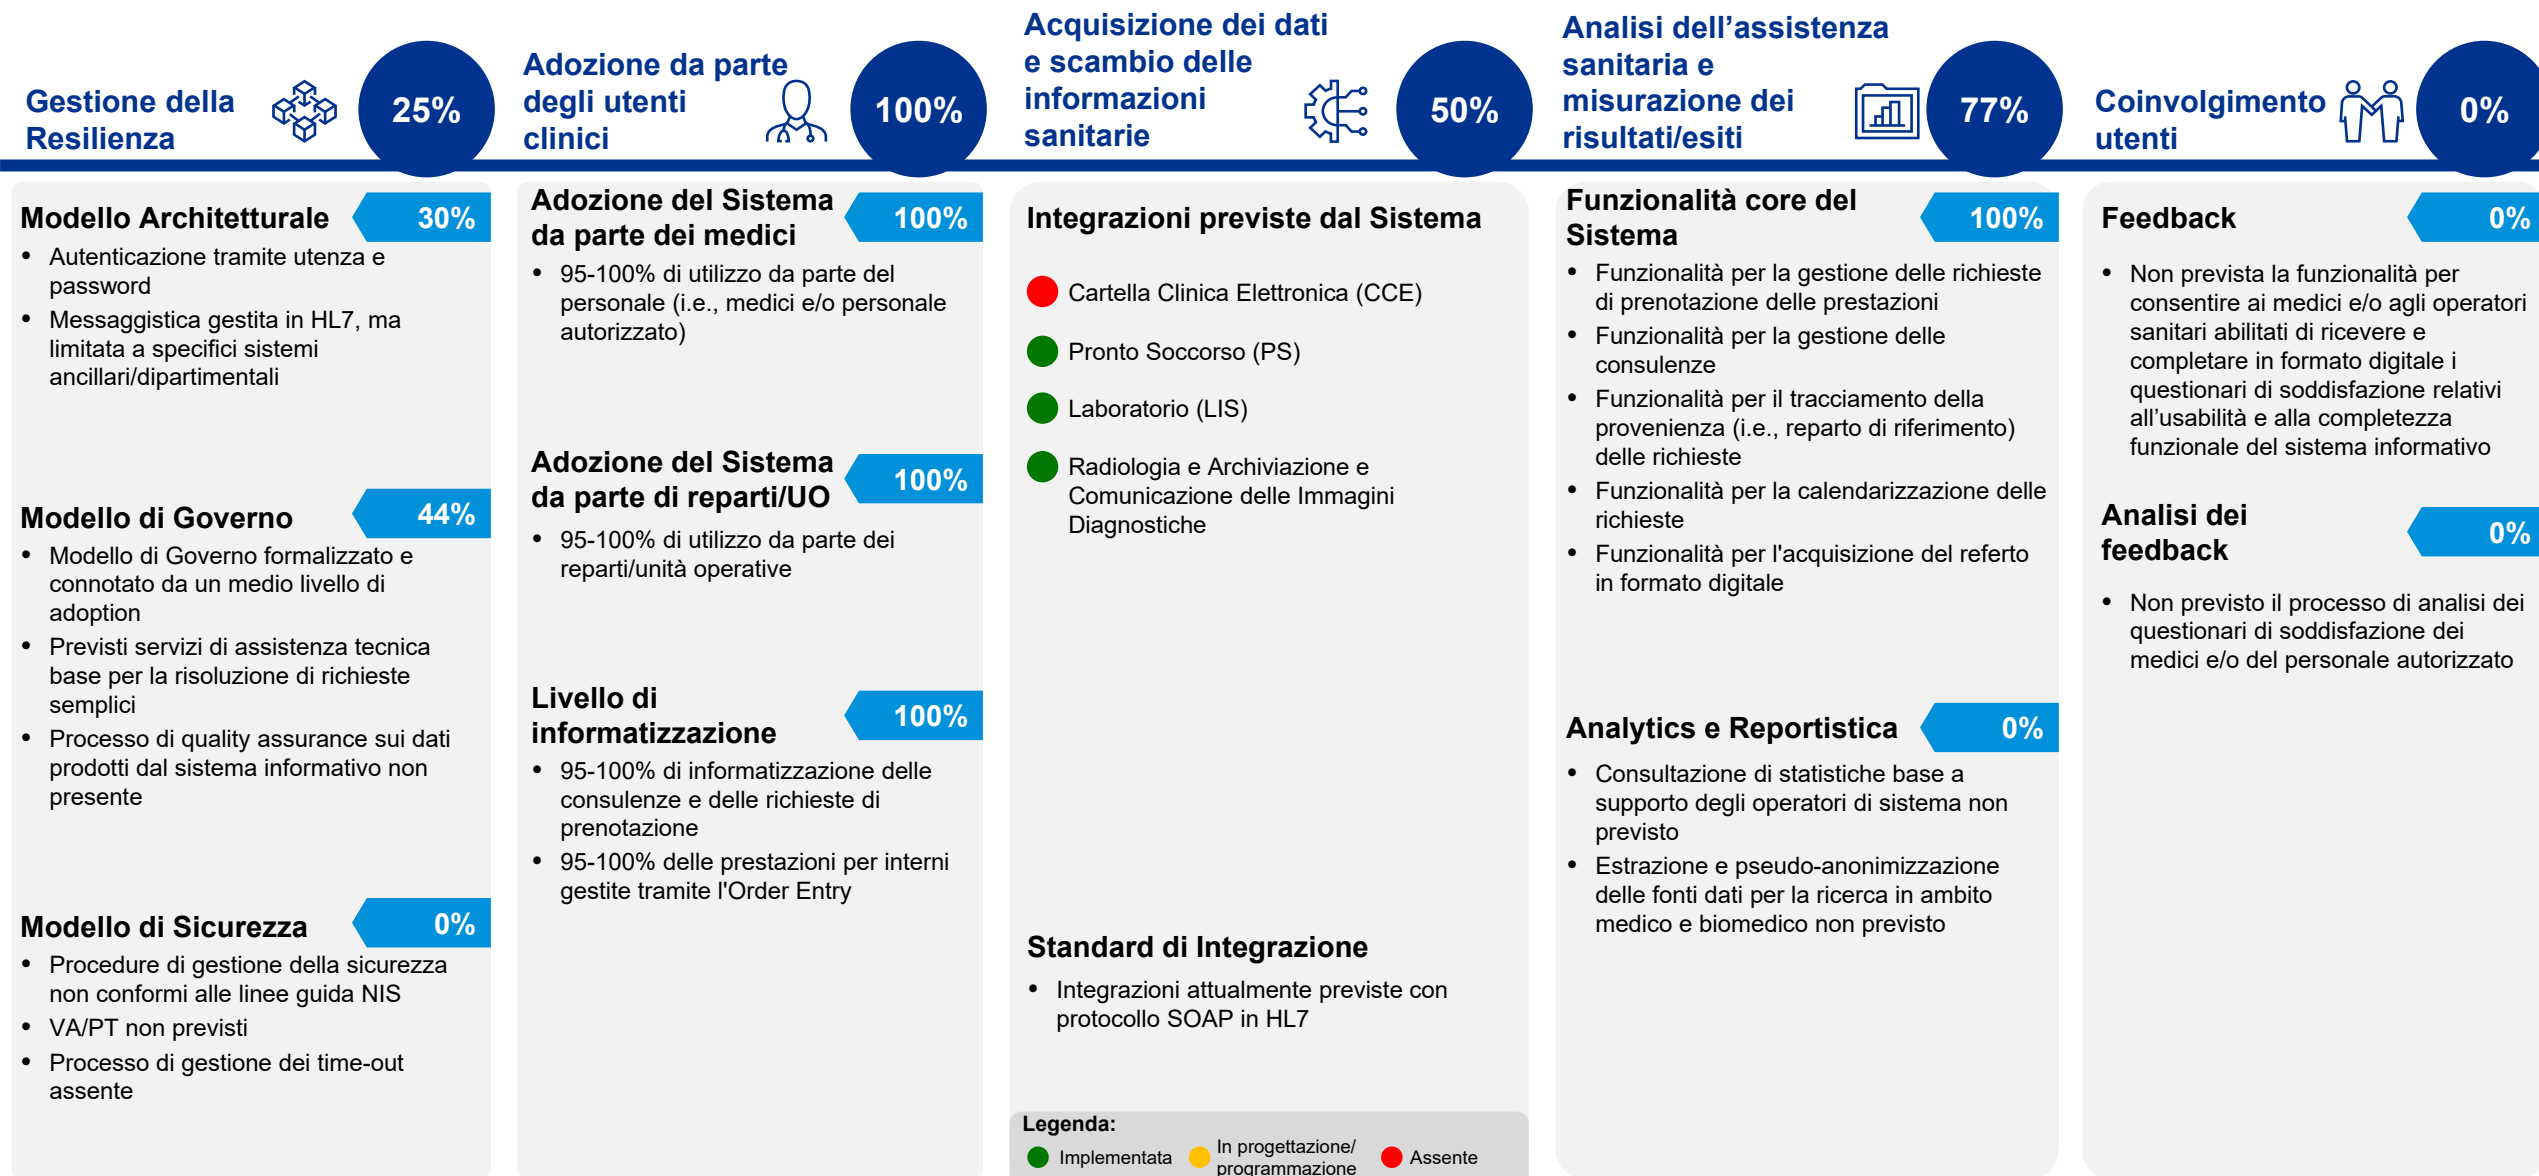 Gestione della
Resilienza
25%
Adozione da parte
degli utenti
clinici
100%
Acquisizione dei dati
e scambio delle
informazioni
sanitarie
50%
Analisi dell’assistenza
sanitaria e
misurazione dei
risultati/esiti
77%
Coinvolgimento
utenti
0%
Modello Architetturale
30%
• Autenticazione tramite utenza e
password
• Messaggistica gestita in HL7, ma
limitata a specifici sistemi
ancillari/dipartimentali
Modello di Governo
44%
• Modello di Governo formalizzato e
connotato da un medio livello di
adoption
• Previsti servizi di assistenza tecnica
base per la risoluzione di richieste
semplici
• Processo di quality assurance sui dati
prodotti dal sistema informativo non
presente
Modello di Sicurezza
0%
• Procedure di gestione della sicurezza
non conformi alle linee guida NIS
• VA/PT non previsti
• Processo di gestione dei time-out
assente
Adozione del Sistema
da parte dei medici
100%
• 95-100% di utilizzo da parte del
personale (i.e., medici e/o personale
autorizzato)
Adozione del Sistema
da parte di reparti/UO
100%
• 95-100% di utilizzo da parte dei
reparti/unità operative
Livello di
informatizzazione
100%
• 95-100% di informatizzazione delle
consulenze e delle richieste di
prenotazione
• 95-100% delle prestazioni per interni
gestite tramite l'Order Entry
Integrazioni previste dal Sistema
Cartella Clinica Elettronica (CCE)
Pronto Soccorso (PS)
Laboratorio (LIS)
Radiologia e Archiviazione e
Comunicazione delle Immagini
Diagnostiche
Standard di Integrazione
• Integrazioni attualmente previste con
protocollo SOAP in HL7
Legenda:
Implementata
In progettazione/
programmazione
Assente
Funzionalità core del
Sistema
100%
• Funzionalità per la gestione delle richieste
di prenotazione delle prestazioni
• Funzionalità per la gestione delle
consulenze
• Funzionalità per il tracciamento della
provenienza (i.e., reparto di riferimento)
delle richieste
• Funzionalità per la calendarizzazione delle
richieste
• Funzionalità per l'acquisizione del referto
in formato digitale
Analytics e Reportistica
0%
• Consultazione di statistiche base a
supporto degli operatori di sistema non
previsto
• Estrazione e pseudo-anonimizzazione
delle fonti dati per la ricerca in ambito
medico e biomedico non previsto
Feedback
0%
• Non prevista la funzionalità per
consentire ai medici e/o agli operatori
sanitari abilitati di ricevere e
completare in formato digitale i
questionari di soddisfazione relativi
all’usabilità e alla completezza
funzionale del sistema informativo
Analisi dei
feedback
0%
• Non previsto il processo di analisi dei
questionari di soddisfazione dei
medici e/o del personale autorizzato